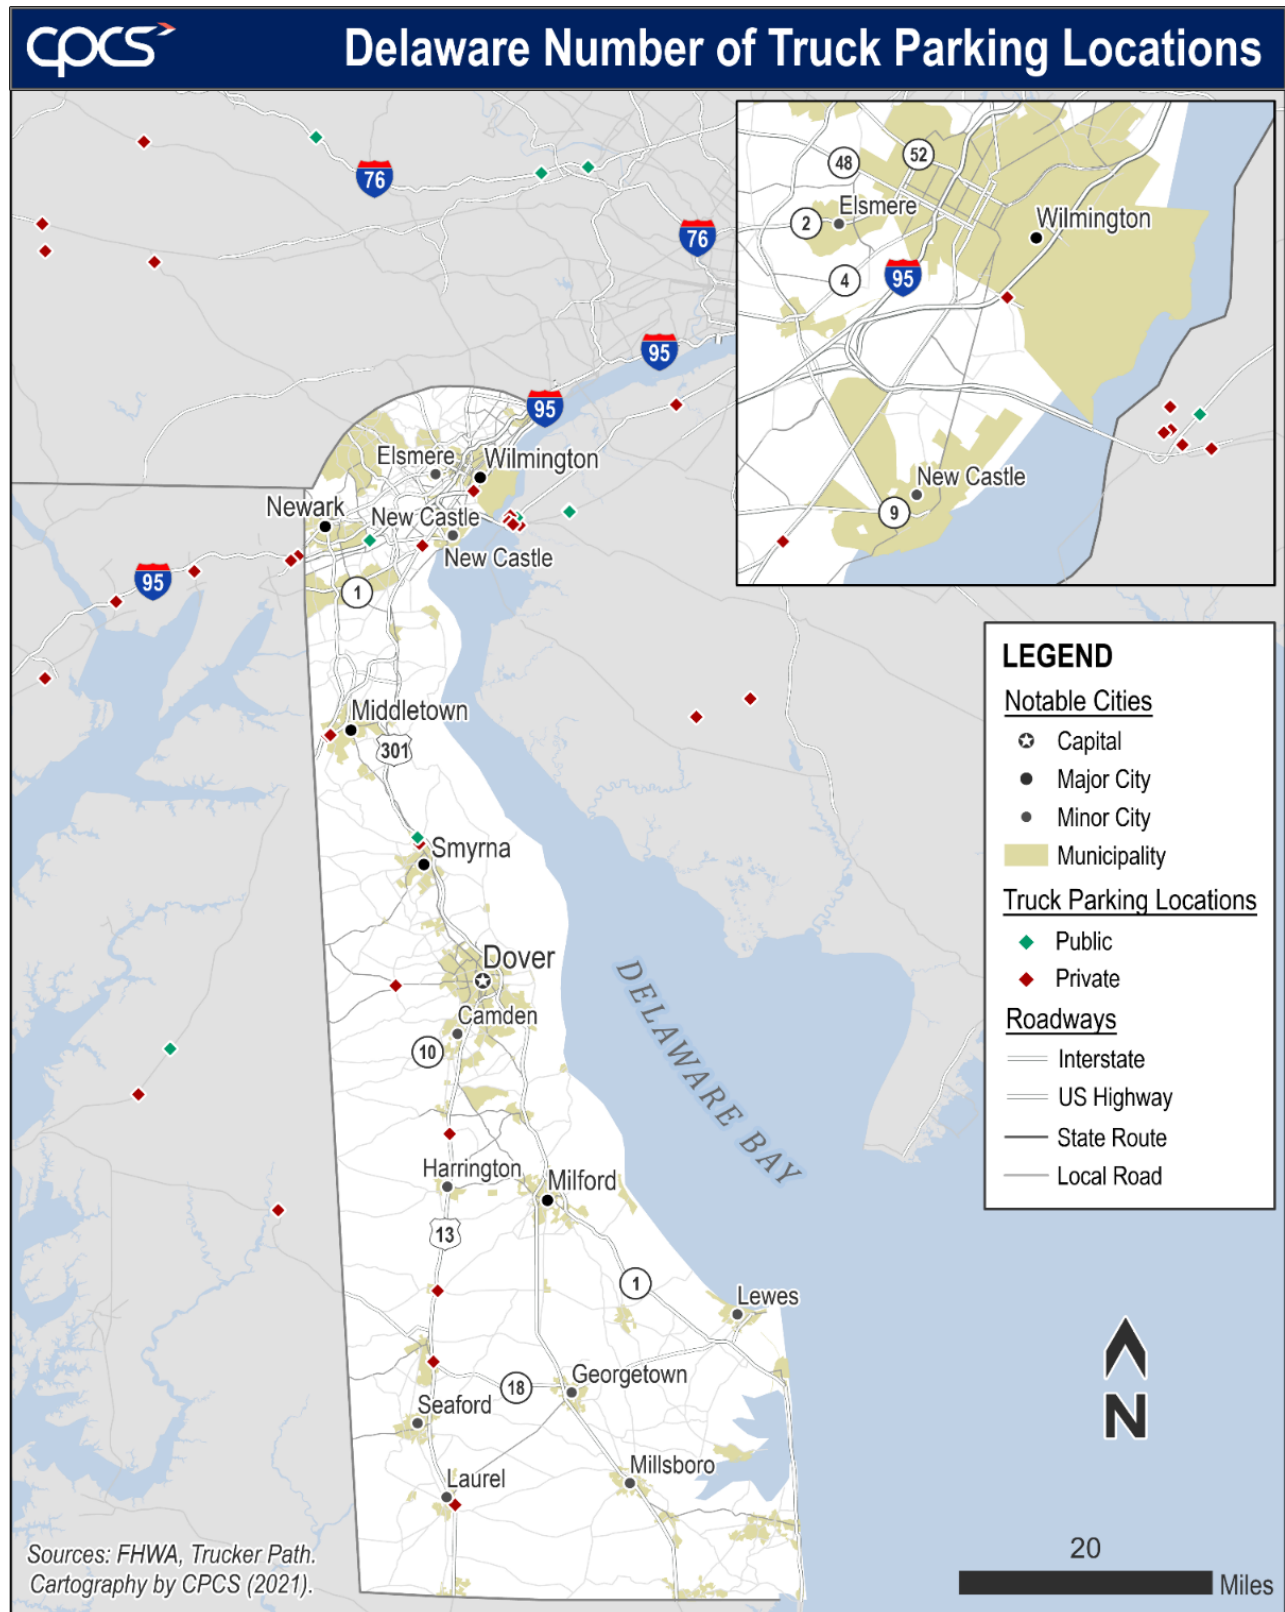 cpcs
Delaware Number of Truck Parking Locations
76
76
95
95
Elsmere
Wilmington
Newark
New Castle
New Castle
95
1
Middletown
301
Smyrna
Dover
Camden
10
Harrington
Milford
13
1
Lewes
18
Georgetown
Seaford
Millsboro
Laurel
DELAWARE BAY
48
52
2
Elsmere
Wilmington
4
95
New Castle
9
LEGEND
Notable Cities
Capital
Major City
Minor City
Municipality
Truck Parking Locations
Public
Private
Roadways
Interstate
US Highway
State Route
Local Road
N
20
Miles
Sources: FHWA, Trucker Path.
Cartography by CPCS (2021).